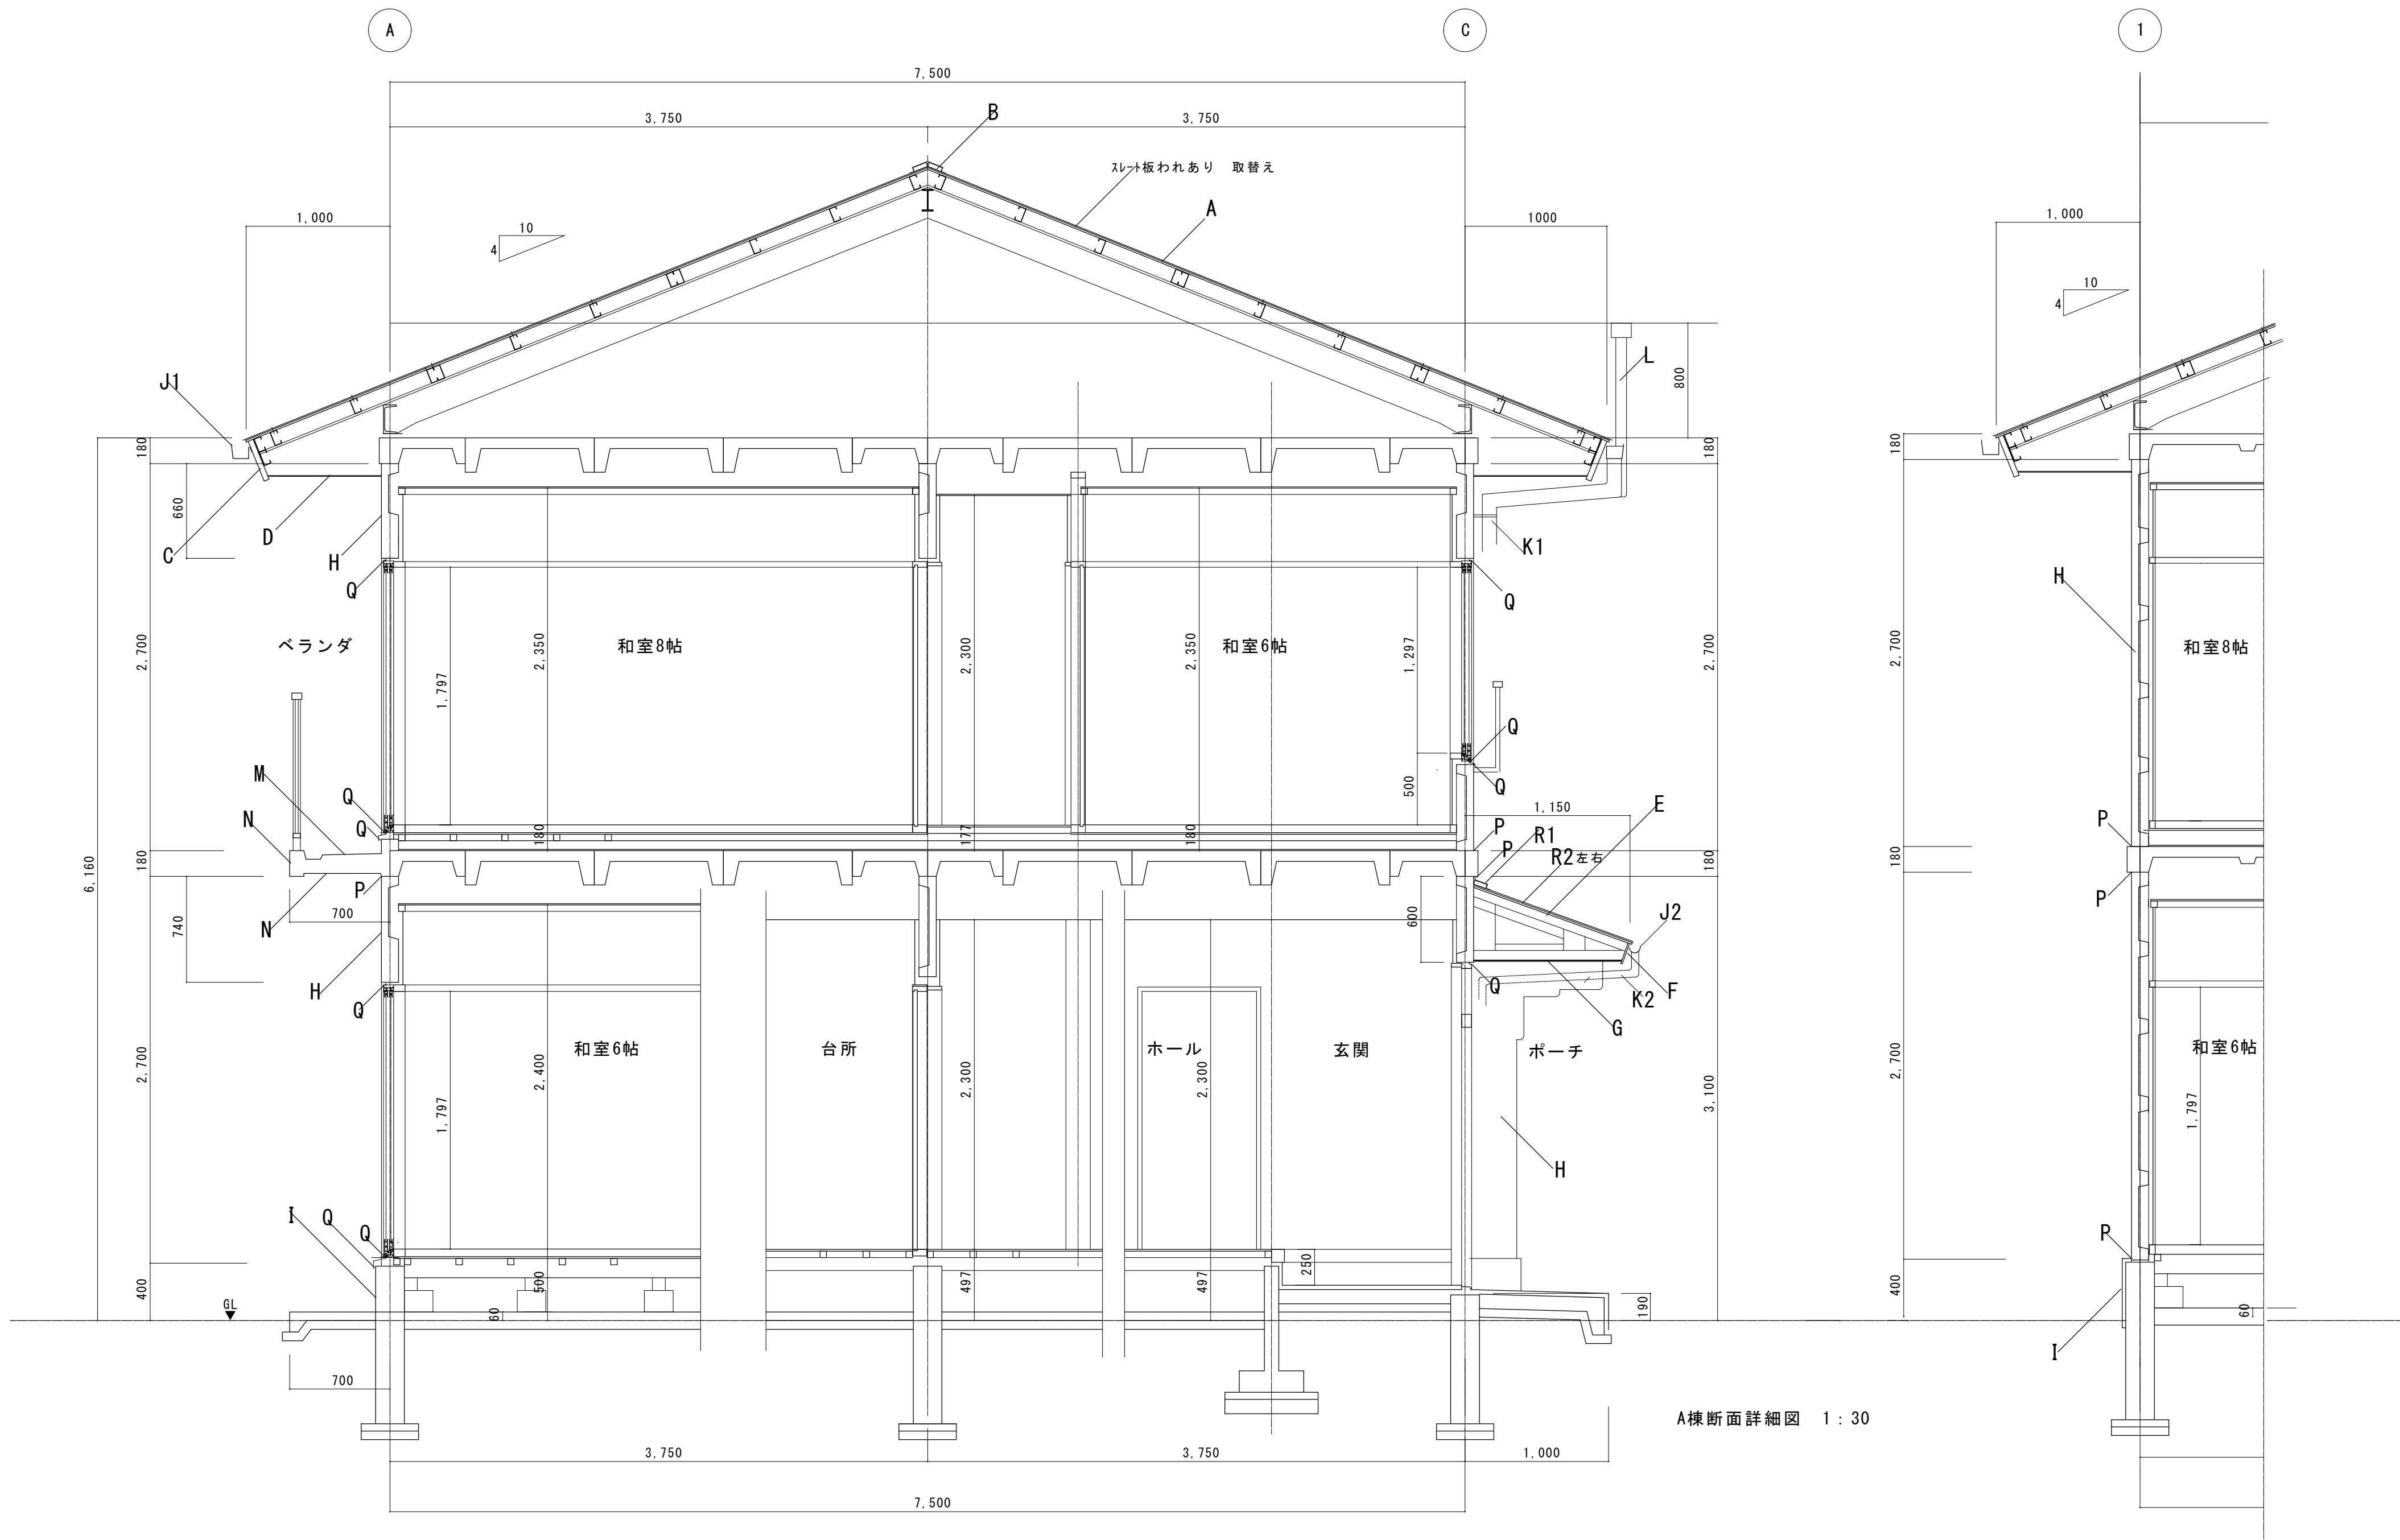 A
C
1
7,500
3,750
3,750
B
スレート板われあり 取替え
A
1,000
10
4
1000
1,000
10
4
L
800
J1
180
180
180
660
C
D
H
Q
K1
Q
H
ベランダ
和室8帖
和室6帖
和室8帖
2,700
2,350
2,300
2,350
1,297
2,700
2,700
1,797
Q
M
Q
Q
N
Q
500
1,150
E
P
P
R1
R2 左右
P
180
177
180
6,160
180
180
180
P
P
700
N
740
600
J2
H
Q
Q
K2
F
G
和室6帖
台所
ホール
玄関
ポーチ
和室6帖
2,700
2,400
2,300
2,300
3,100
2,700
1,797
1,797
H
I
Q
Q
P
400
500
497
497
250
400
GL
60
190
60
I
700
A棟断面詳細図 1:30
3,750
3,750
1,000
7,500